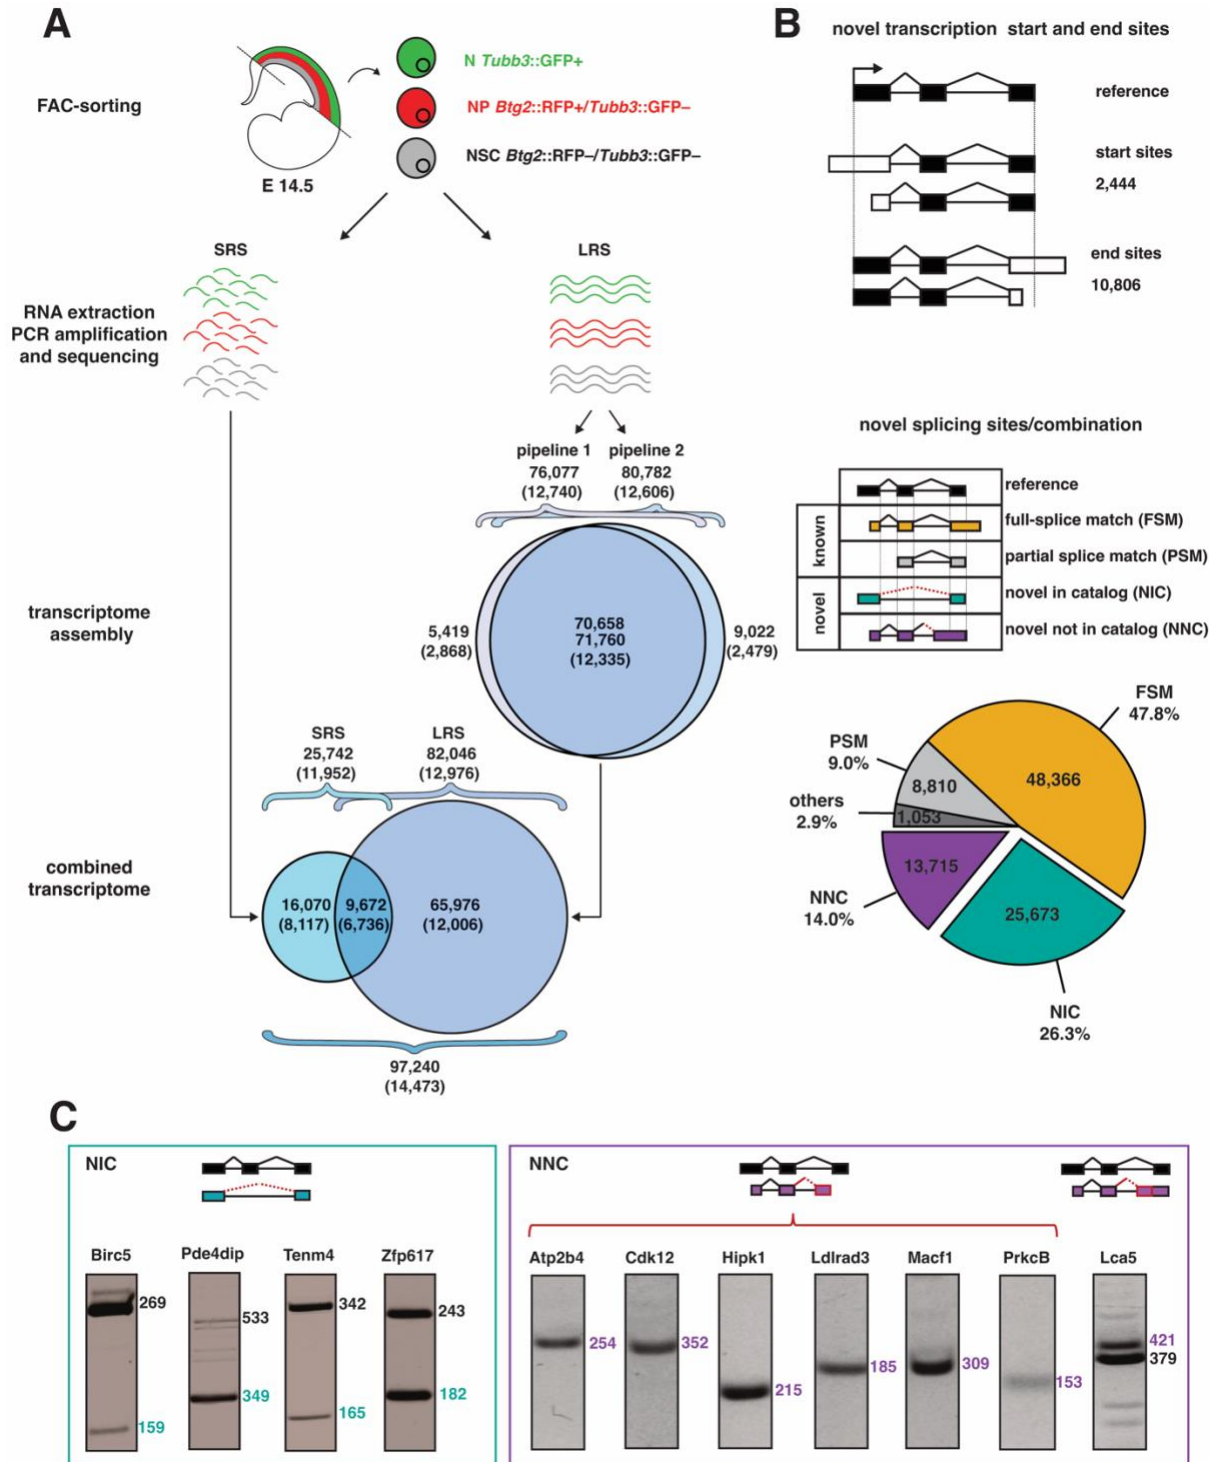 A
FAC-sorting
E 14.5
N Tubb3::GFP+
NP Btg2::RFP+/Tubb3::GFP–
NSC Btg2::RFP–/Tubb3::GFP–
SRS
LRS
RNA extraction
PCR amplification
and sequencing
pipeline 1
76,077
(12,740)
pipeline 2
80,782
(12,606)
transcriptome
assembly
5,419
(2,868)
70,658
71,760
(12,335)
9,022
(2,479)
SRS
25,742
(11,952)
LRS
82,046
(12,976)
combined
transcriptome
16,070
(8,117)
9,672
(6,736)
65,976
(12,006)
97,240
(14,473)
B
novel transcription start and end sites
reference
start sites
2,444
end sites
10,806
novel splicing sites/combination
reference
known
full-splice match (FSM)
partial splice match (PSM)
novel
novel in catalog (NIC)
novel not in catalog (NNC)
FSM
47.8%
48,366
PSM
9.0%
8,810
others
2.9%
1,053
NNC
14.0%
13,715
25,673
NIC
26.3%
C
NIC
Birc5
Pde4dip
Tenm4
Zfp617
269
533
342
243
159
349
165
182
NNC
Atp2b4
Cdk12
Hipk1
Ldlrad3
Macf1
PrkcB
Lca5
254
352
215
185
309
153
421
379